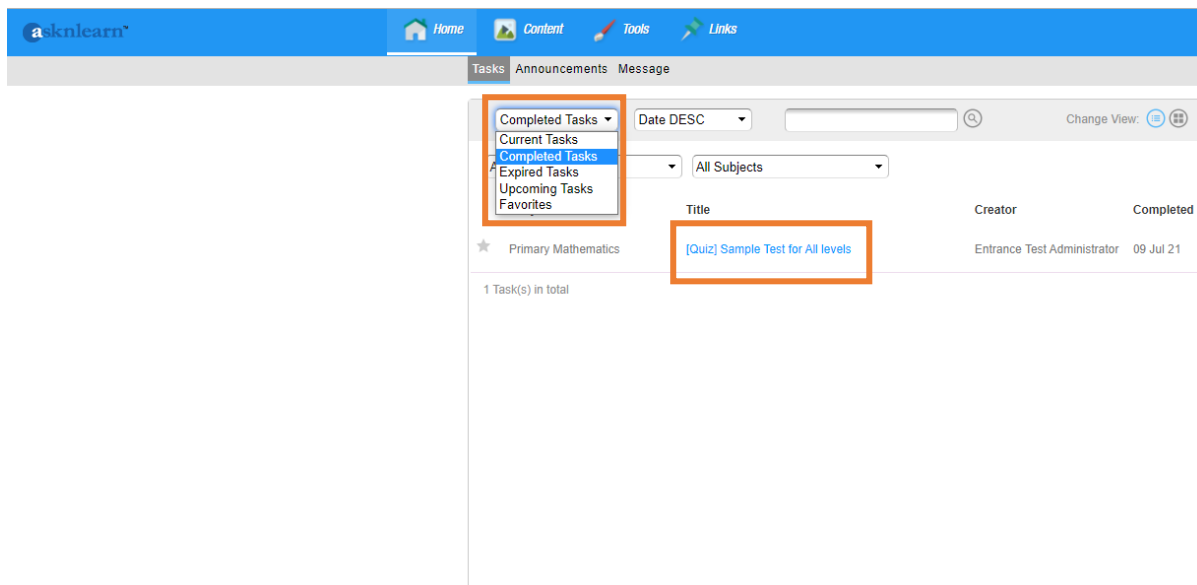 asknlearn
Home Content Tools Links
Tasks Announcements Message
Completed Tasks Date DESC Change View:
Current Tasks
Completed Tasks
Expired Tasks
Upcoming Tasks
Favorites
All Subjects
Title Creator Completed
Primary Mathematics [Quiz] Sample Test for All levels Entrance Test Administrator 09 Jul 21
1 Task(s) in total